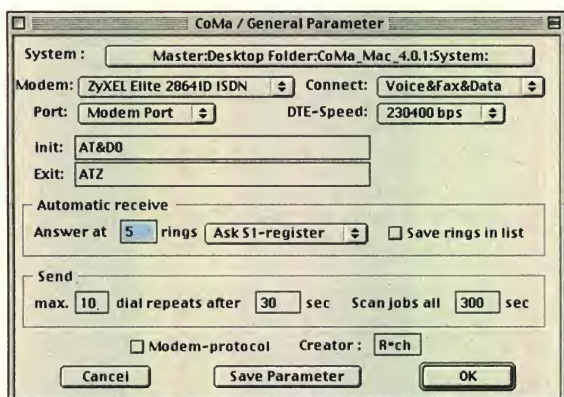 CoMa / General Parameter
System : Master:Desktop Folder:CoMa_Mac_4.0.1:System:
Modem: ZyXEL Elite 2864ID ISDN Connect: Voice&Fax&Data
Port: Modem Port DTE-Speed: 230400 bps
Init: AT&D0
Exit: ATZ
Automatic receive
Answer at 5 rings Ask S1-register Save rings in list
Send
max. 10 dial repeats after 30 sec Scan jobs all 300 sec
Modem-protocol Creator : R*ch
Cancel Save Parameter OK